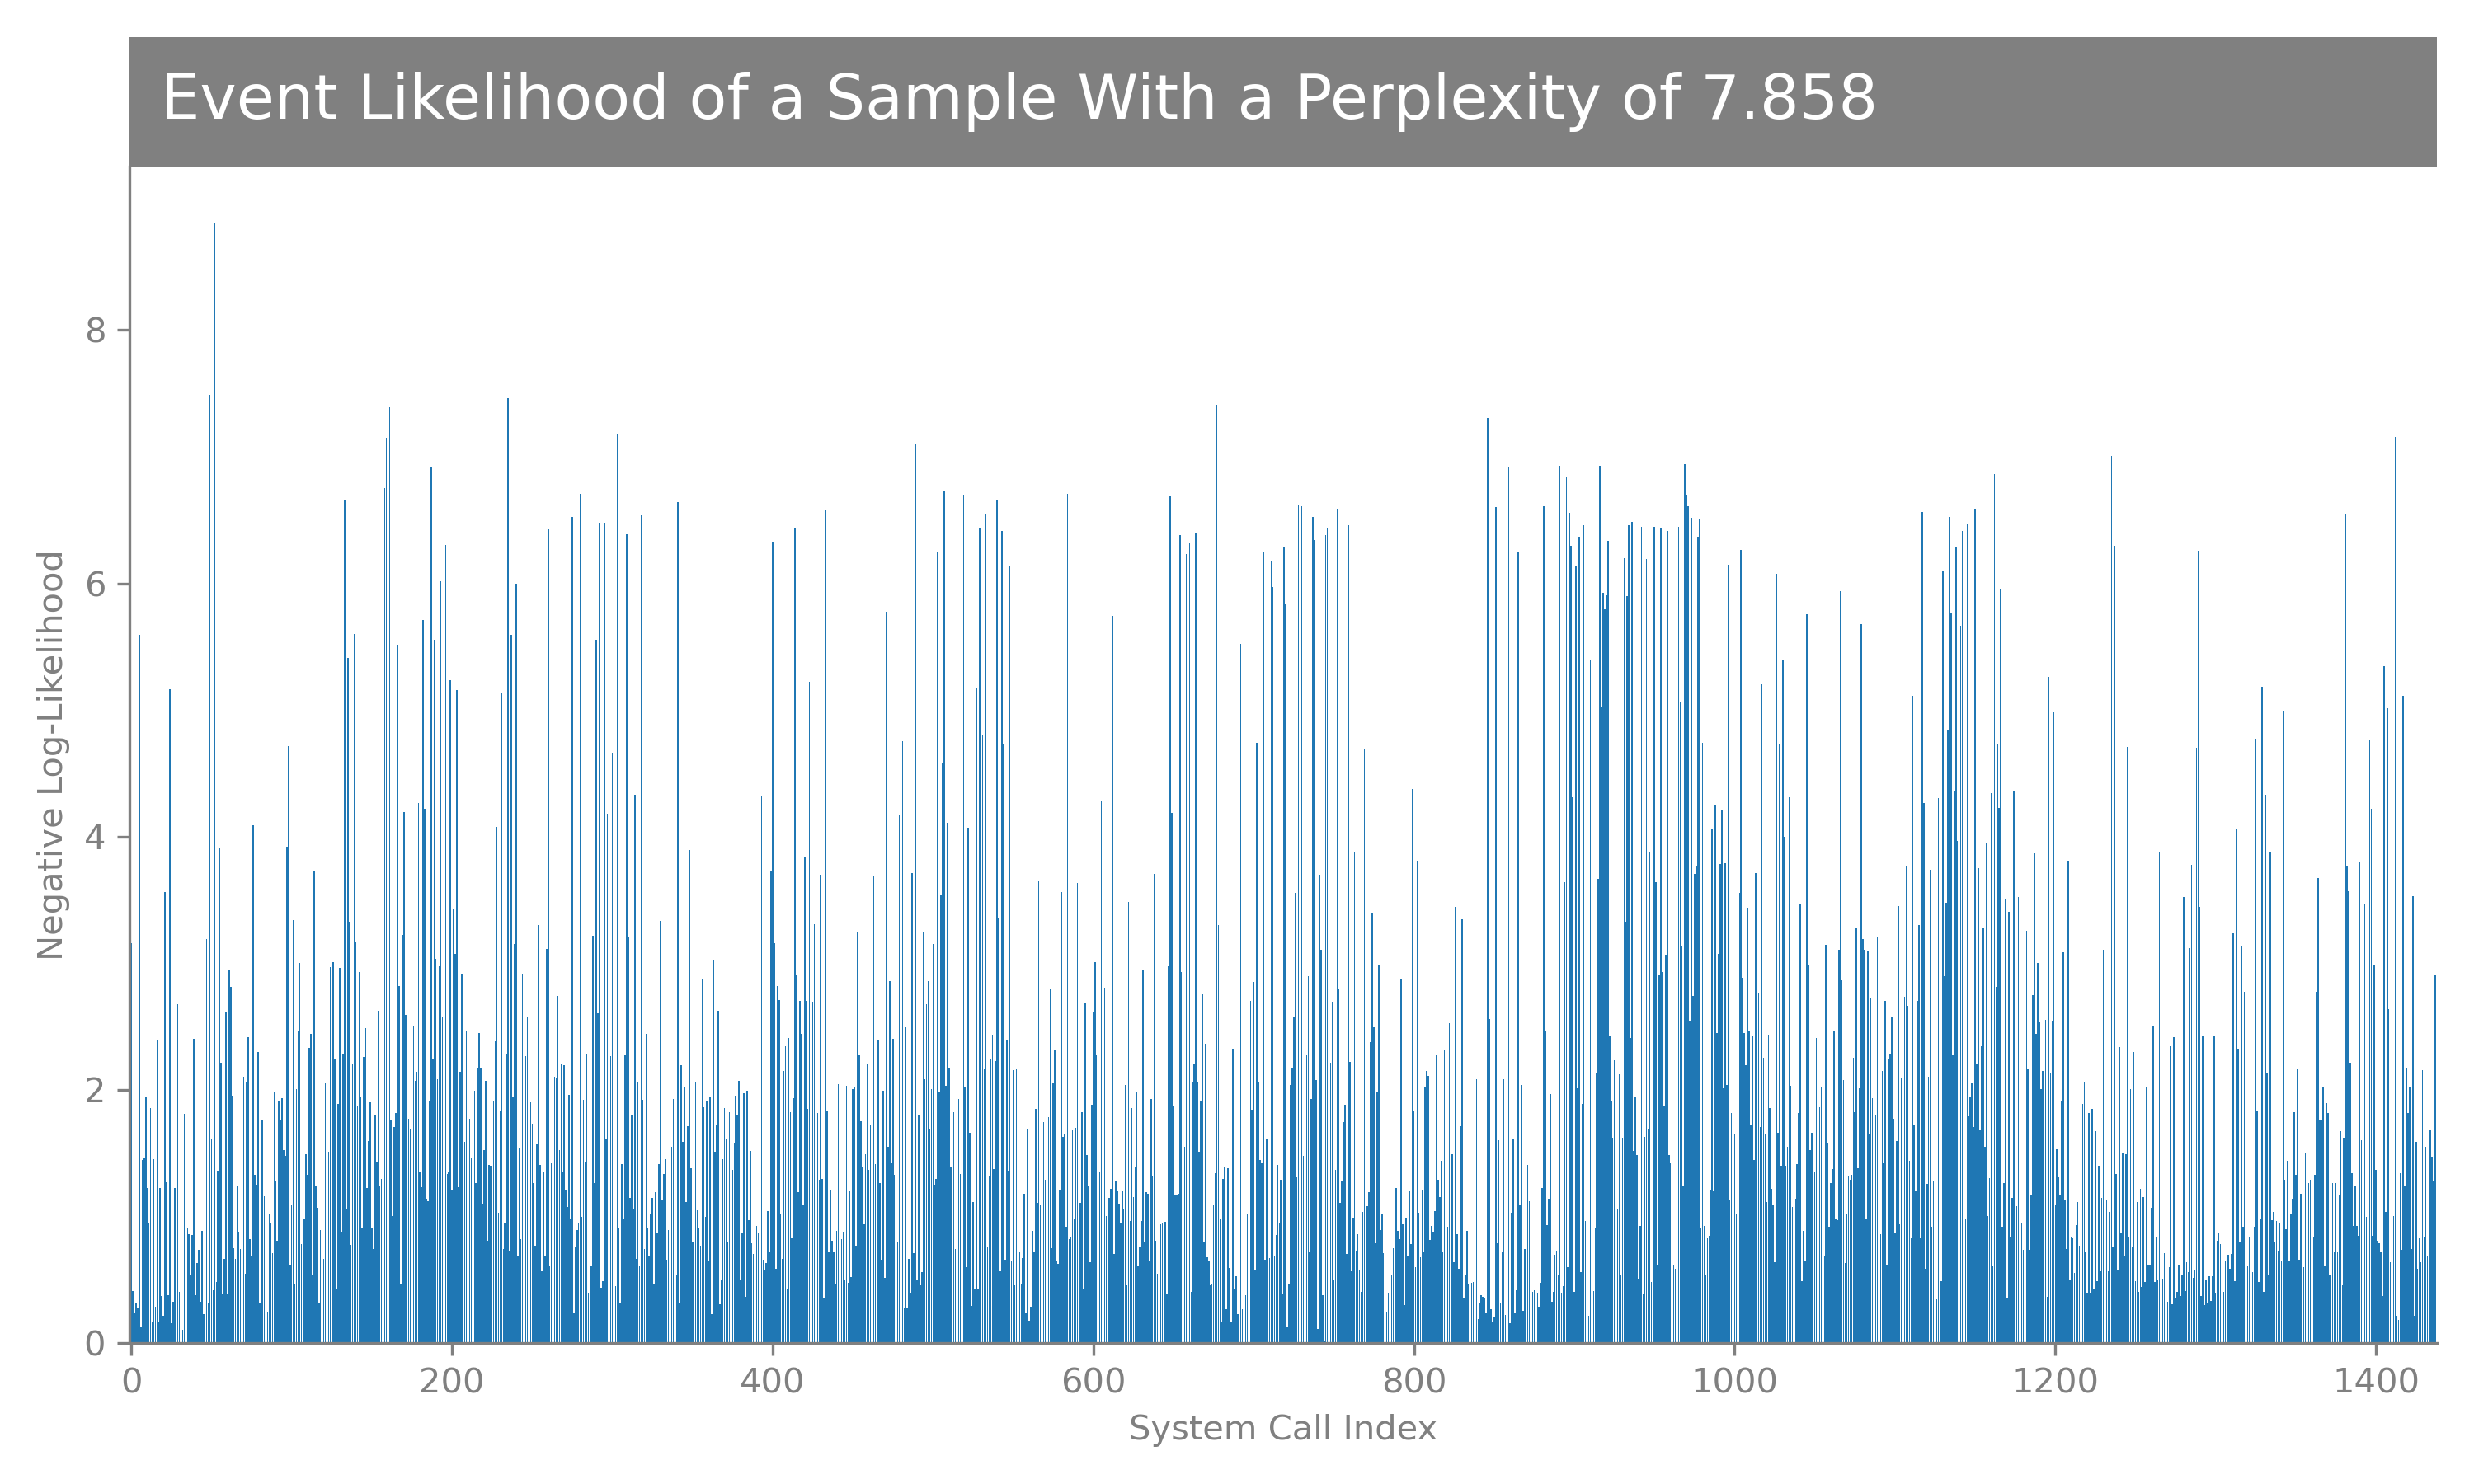 Event Likelihood of a Sample With a Perplexity of 7.858
8
6
4
2
0
Negative Log-Likelihood
0 200 400 600 800 1000 1200 1400
System Call Index